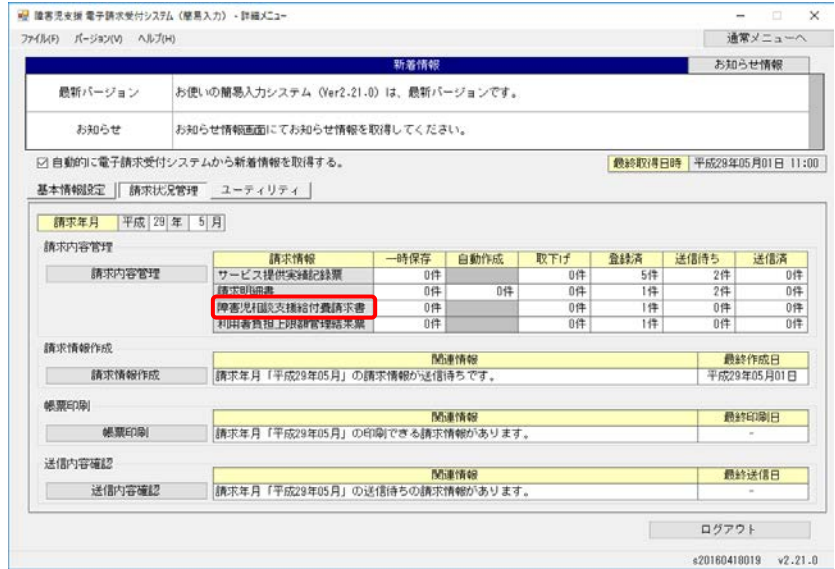 障害児支援 電子請求受付システム（簡易入力） - 詳細メニュー
ファイル(F) バージョン(V) ヘルプ(H) 通常メニューへ
新着情報 お知らせ情報
最新バージョン お使いの簡易入力システム（Ver2.21.0）は、最新バージョンです。
お知らせ お知らせ情報画面にてお知らせ情報を取得してください。
自動的に電子請求受付システムから新着情報を取得する。 最終取得日時 平成29年05月01日 11:00
基本情報設定 請求状況管理 ユーティリティ
請求年月 平成 29 年 5 月
請求内容管理
請求情報 一時保存 自動作成 取下げ 登録済 送信待ち 送信済
請求内容管理 サービス提供実績記録票 0件 0件 5件 2件 0件
請求明細書 0件 0件 0件 1件 2件 0件
障害児相談支援給付費請求書 0件 0件 1件 0件 0件
利用者負担上限額管理結果票 0件 0件 1件 0件 0件
請求情報作成
関連情報 最終作成日
請求情報作成 請求年月「平成29年05月」の請求情報が送信待ちです。 平成29年05月01日
帳票印刷
関連情報 最終印刷日
帳票印刷 請求年月「平成29年05月」の印刷できる請求情報があります。 -
送信内容確認
関連情報 最終送信日
送信内容確認 請求年月「平成29年05月」の送信待ちの請求情報があります。 -
ログアウト
s20160418019 v2.21.0